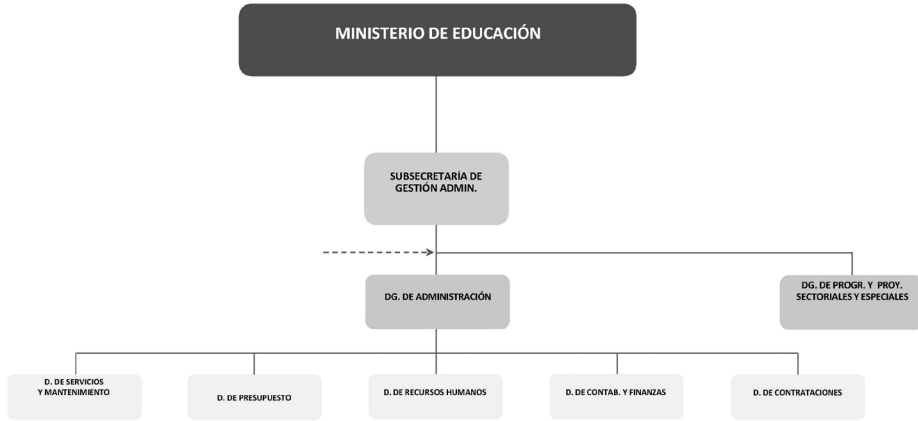 MINISTERIO DE EDUCACIÓN
SUBSECRETARÍA DE
GESTIÓN ADMIN.
DG. DE ADMINISTRACIÓN
DG. DE PROGR. Y PROY.
SECTORIALES Y ESPECIALES
D. DE SERVICIOS
Y MANTENIMIENTO
D. DE PRESUPUESTO
D. DE RECURSOS HUMANOS
D. DE CONTAB. Y FINANZAS
D. DE CONTRATACIONES